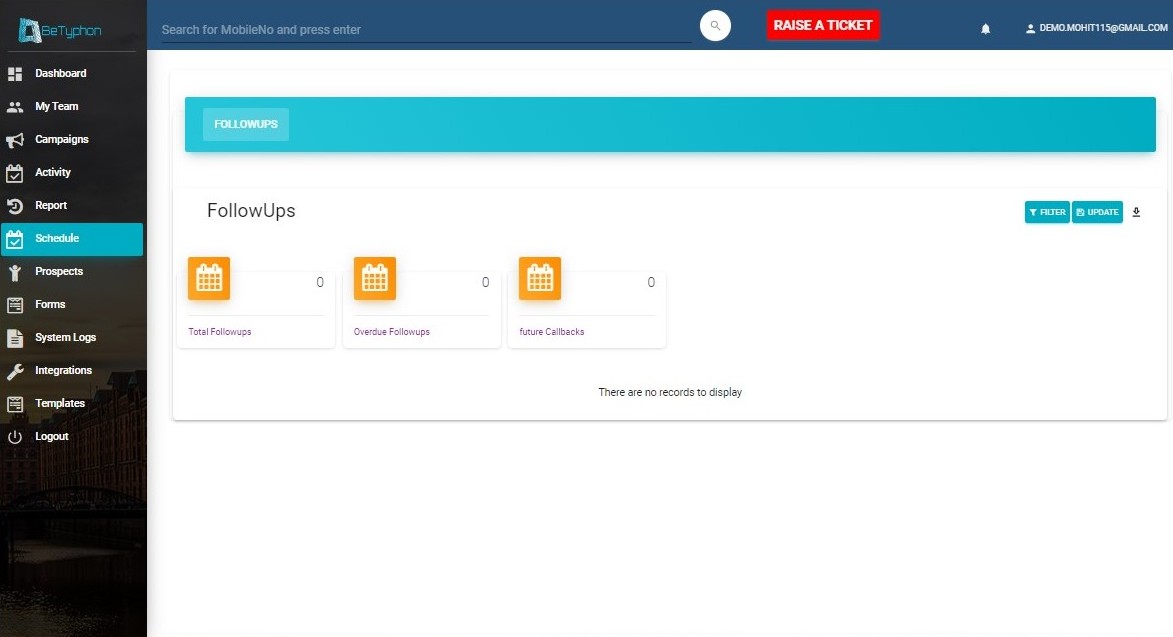 BeTyphon
Search for MobileNo and press enter
RAISE A TICKET
DEMO.MOHIT115@GMAIL.COM
Dashboard
My Team
Campaigns
Activity
Report
Schedule
Prospects
Forms
System Logs
Integrations
Templates
Logout
FOLLOWUPS
FollowUps
FILTER
UPDATE
0
Total Followups
0
Overdue Followups
0
future Callbacks
There are no records to display